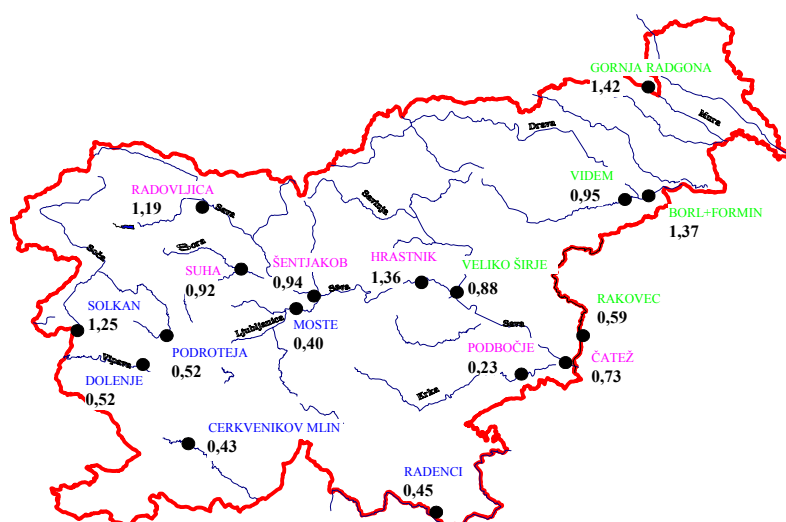 GORNJA RADGONA
1,42
Mura
Drava
VIDEM
0,95
BORL+FORMIN
1,37
RADOVLJICA
1,19
Sava
Savinja
Sora
Soča
SUHA
0,92
ŠENTJAKOB
0,94
Sava
HRASTNIK
1,36
VELIKO ŠIRJE
0,88
SOLKAN
1,25
Ljubljanica
MOSTE
0,40
Sava
RAKOVEC
0,59
PODROTEJA
0,52
Vipava
DOLENJE
0,52
PODBOČJE
0,23
ČATEŽ
0,73
Krka
CERKVENIKOV MLIN
0,43
RADENCI
0,45